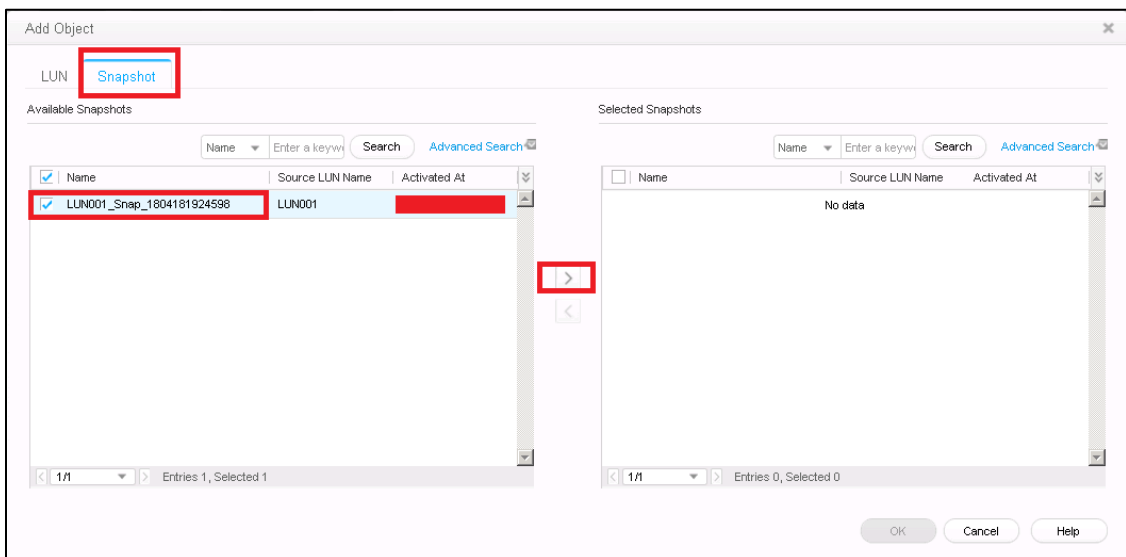 Add Object
LUN Snapshot
Available Snapshots
Name Enter a keyw Search Advanced Search
Name Source LUN Name Activated At
LUN001_Snap_1804181924598 LUN001
1/1 Entries 1, Selected 1
Selected Snapshots
Name Enter a keyw Search Advanced Search
Name Source LUN Name Activated At
No data
1/1 Entries 0, Selected 0
OK Cancel Help